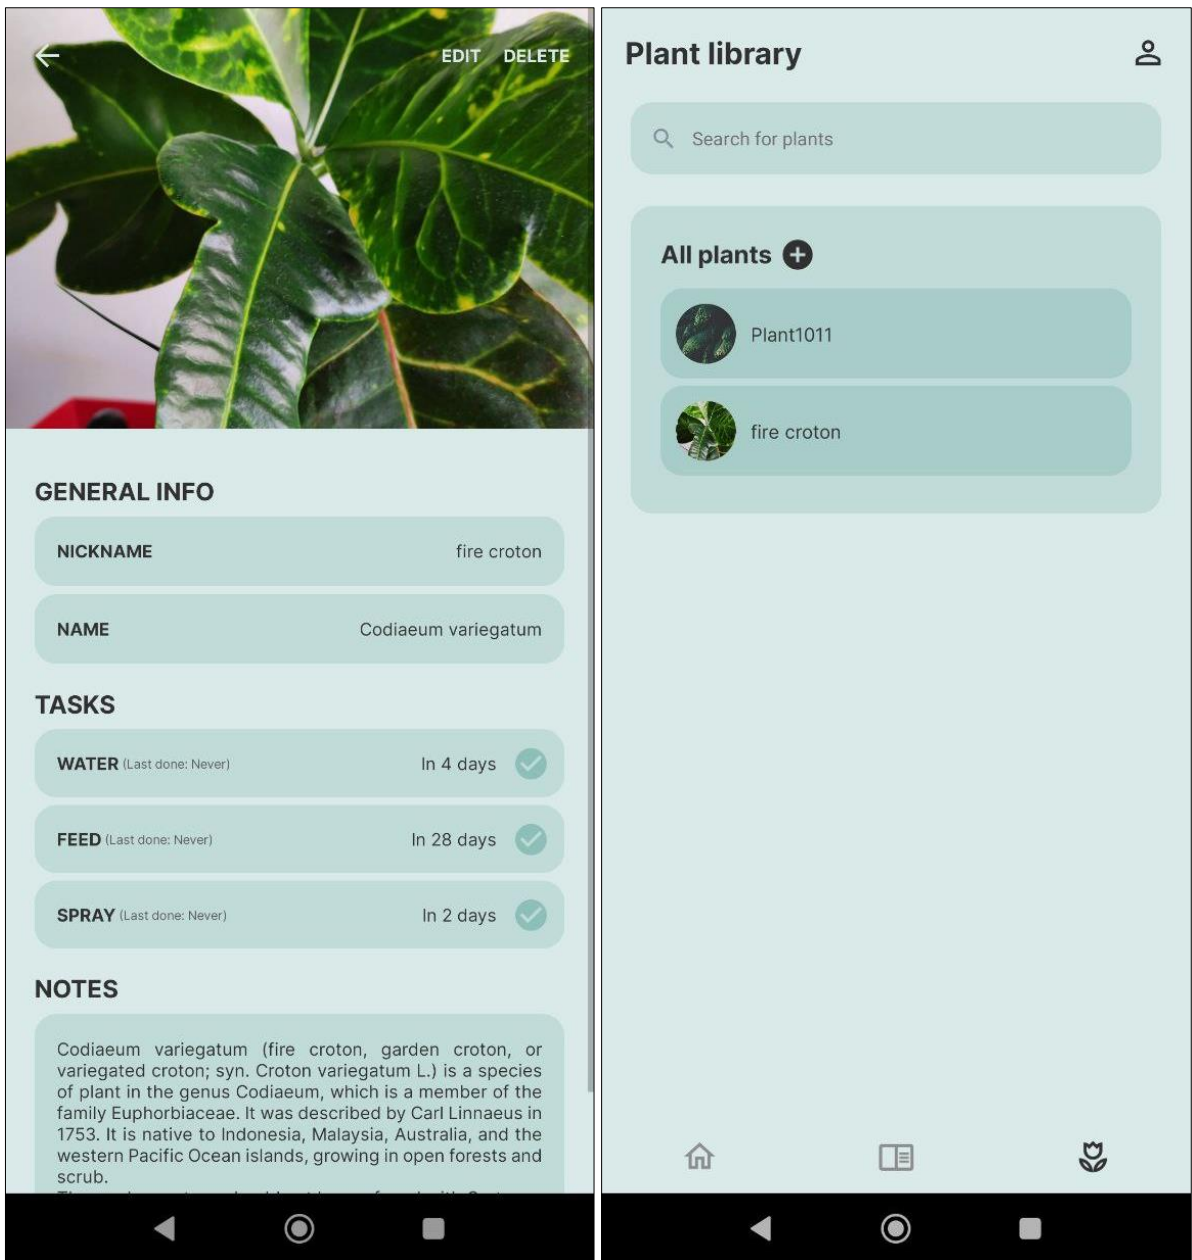 EDIT DELETE
GENERAL INFO
NICKNAME fire croton
NAME Codiaeum variegatum
TASKS
WATER (Last done: Never) In 4 days
FEED (Last done: Never) In 28 days
SPRAY (Last done: Never) In 2 days
NOTES
Codiaeum variegatum (fire croton, garden croton, or
variegated croton; syn. Croton variegatum L.) is a species
of plant in the genus Codiaeum, which is a member of the
family Euphorbiaceae. It was described by Carl Linnaeus in
1753. It is native to Indonesia, Malaysia, Australia, and the
western Pacific Ocean islands, growing in open forests and
scrub.
Plant library
Search for plants
All plants
Plant1011
fire croton